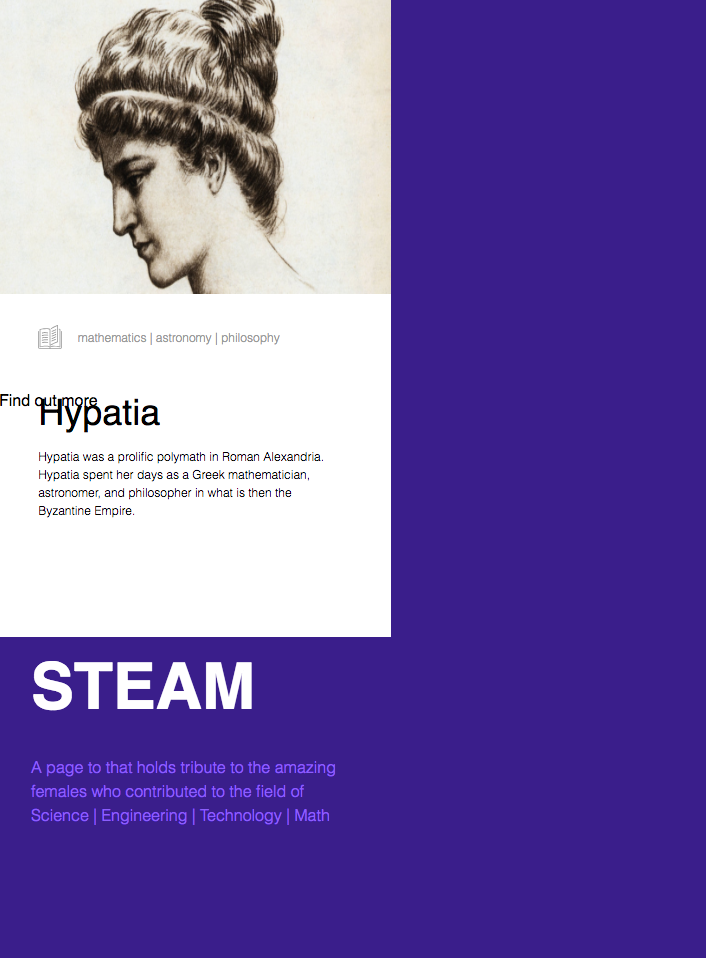 mathematics | astronomy | philosophy
Find out more
Hypatia
Hypatia was a prolific polymath in Roman Alexandria.
Hypatia spent her days as a Greek mathematician,
astronomer, and philosopher in what is then the
Byzantine Empire.
STEAM
A page to that holds tribute to the amazing
females who contributed to the field of
Science | Engineering | Technology | Math